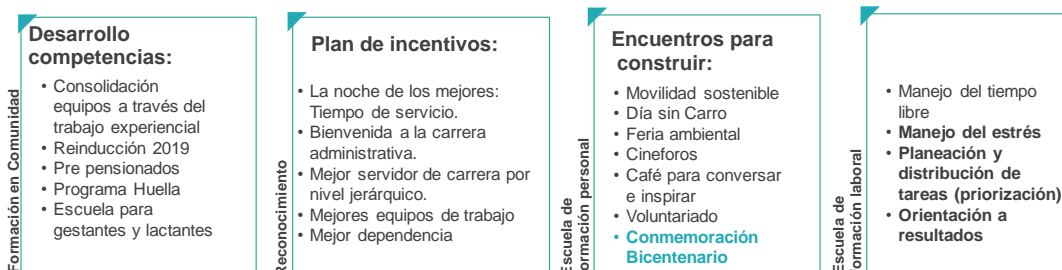 Formación en Comunidad
Desarrollo
competencias:
• Consolidación
equipos a través del
trabajo experiencial
• Reinducción 2019
• Pre pensionados
• Programa Huella
• Escuela para
gestantes y lactantes
Reconocimiento
Plan de incentivos:
• La noche de los mejores:
Tiempo de servicio.
• Bienvenida a la carrera
administrativa.
• Mejor servidor de carrera por
nivel jerárquico.
• Mejores equipos de trabajo
• Mejor dependencia
Escuela de
formación personal
Encuentros para
construir:
• Movilidad sostenible
• Día sin Carro
• Feria ambiental
• Cineforos
• Café para conversar
e inspirar
• Voluntariado
• Conmemoración
Bicentenario
Escuela de
formación laboral
• Manejo del tiempo
libre
• Manejo del estrés
• Planeación y
distribución de
tareas (priorización)
• Orientación a
resultados